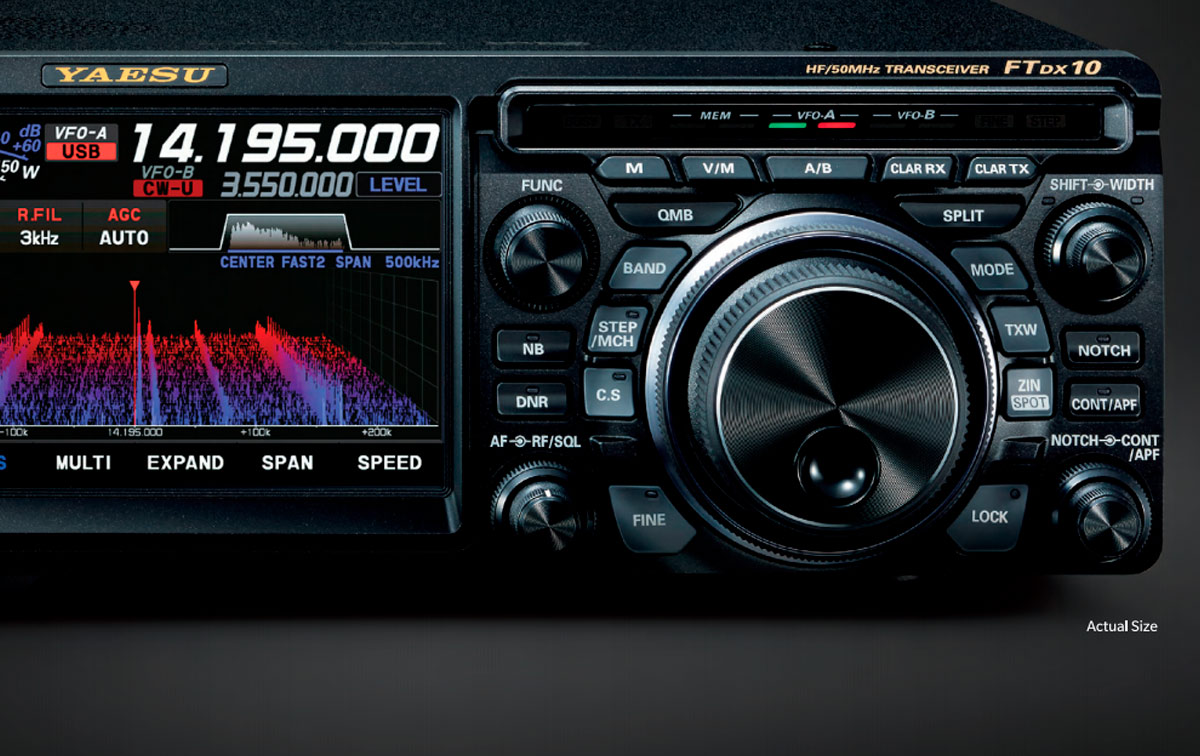 YAESU
HF/50MHz TRANSCEIVER FTDX10
MEM VFO-A VFO-B FINE STEP
0 dB
+60
50 W
VFO-A
USB
14.195.000
VFO-B
CW-U
3.550.000
LEVEL
R.FIL
3kHz
AGC
AUTO
CENTER FAST2 SPAN 500kHz
-100k 14.195.000 +100k +200k
S MULTI EXPAND SPAN SPEED
M V/M A/B CLAR RX CLAR TX
FUNC
QMB
SPLIT
SHIFT WIDTH
BAND
MODE
STEP
/MCH
TXW
NB
NOTCH
DNR
C.S
ZIN
SPOT
CONT/APF
AF RF/SQL
NOTCH CONT
/APF
FINE
LOCK
Actual Size